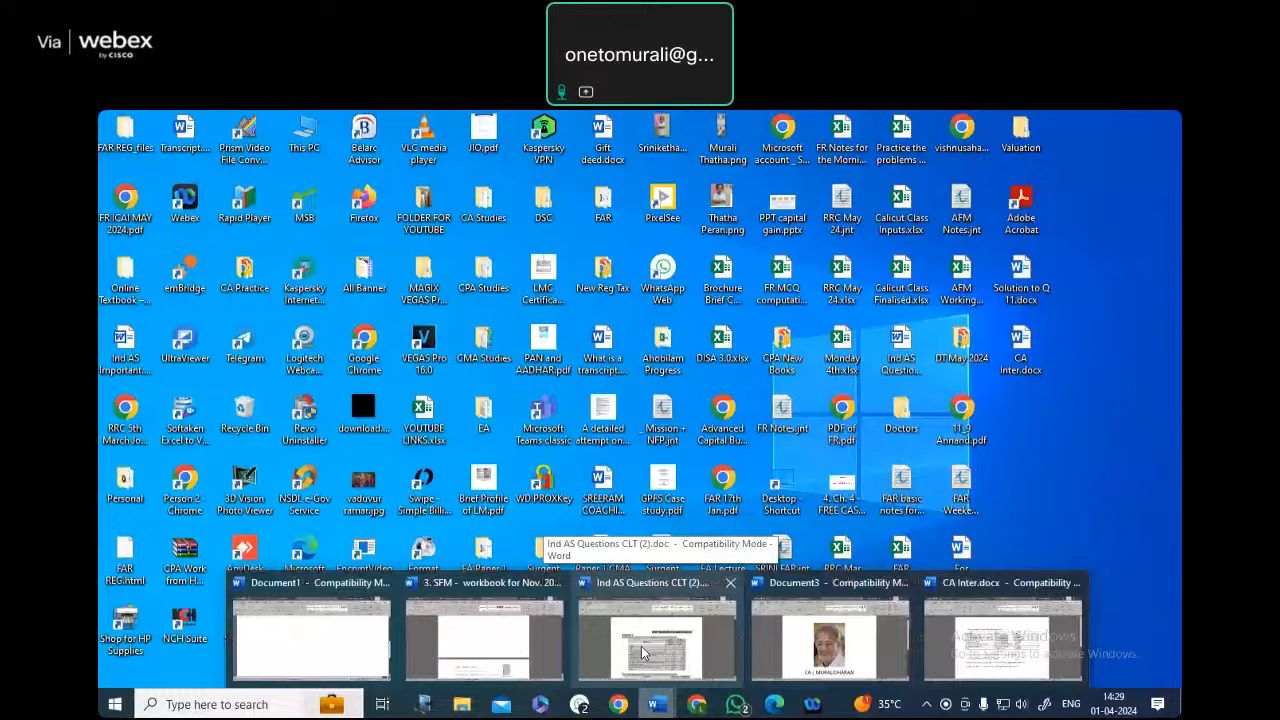 Via | webex
by CISCO
onetomurali@g...
FAR REG_files
Transcript....
Prism Video File Conv...
This PC
Belarc Advisor
VLC media player
JIO.pdf
Kaspersky VPN
Gift deed.docx
Sriniketha...
Murali Thatha.png
Microsoft account _ S...
FR Notes for the Morni...
Practice the problems ...
vishnusaha...
Valuation
FR ICAI MAY 2024.pdf
Webex
Rapid Player
MSB
Firefox
FOLDER FOR YOUTUBE
CA Studies
DSC
FAR
PixelSee
Thatha Peran.png
PPT capital gain.pptx
RRC May 24.jnt
Calicut Class Inputs.xlsx
AFM Notes.jnt
Adobe Acrobat
Online Textbook –...
emBridge
CA Practice
Kaspersky Internet...
All Banner
MAGIX VEGAS Pr...
CPA Studies
LMC Certifica...
New Reg Tax
WhatsApp Web
Brochure Brief C...
FR MCQ computati...
RRC May 24.xlsx
Calicut Class Finalised.xlsx
AFM Working...
Solution to Q 11.docx
Ind AS Important...
UltraViewer
Telegram
Logitech Webca...
Google Chrome
VEGAS Pro 16.0
CMA Studies
PAN and AADHAR.pdf
What is a transcript....
Ahobilam Progress
DISA 3.0.xlsx
CPA New Books
Monday 4th.xlsx
Ind AS Questio...
DT May 2024
CA Inter.docx
RRC 5th March Jo...
Softaken Excel to V...
Recycle Bin
Revo Uninstaller
download....
YOUTUBE LINKS.xlsx
EA
Microsoft Teams classic
A detailed attempt on...
_ Mission + NFP.jnt
Advanced Capital Bu...
FR Notes.jnt
PDF of FR.pdf
Doctors
11_9 Annand.pdf
Personal
Person 2 - Chrome
3D Vision Photo Viewer
NSDL e-Gov Service
vaduvur ramar.jpg
Swipe - Simple Billi...
Brief Profile of LM.pdf
WD PROXKey
SREERAM COACHI...
GPFS Case study.pdf
FAR 17th Jan.pdf
Desktop - Shortcut
4. Ch. 4 - FREE CAS...
FAR basic notes for...
FAR Weeke...
Ind AS Questions CLT (2).doc - Compatibility Mode -
Word
FAR REG.html
CPA Work from H...
AnyDesk
Document1 - Compatibility M...
3. SFM - workbook for Nov. 20...
Ind AS Questions CLT (2)....
Document3 - Compatibility M...
CA Inter.docx - Compatibility ...
Shop for HP Supplies
NCH Suite
CA L MURALIDHARAN
Activate Windows
Go to Settings to activate Windows.
Type here to search
2
2
35°C
ENG
14:29
01-04-2024